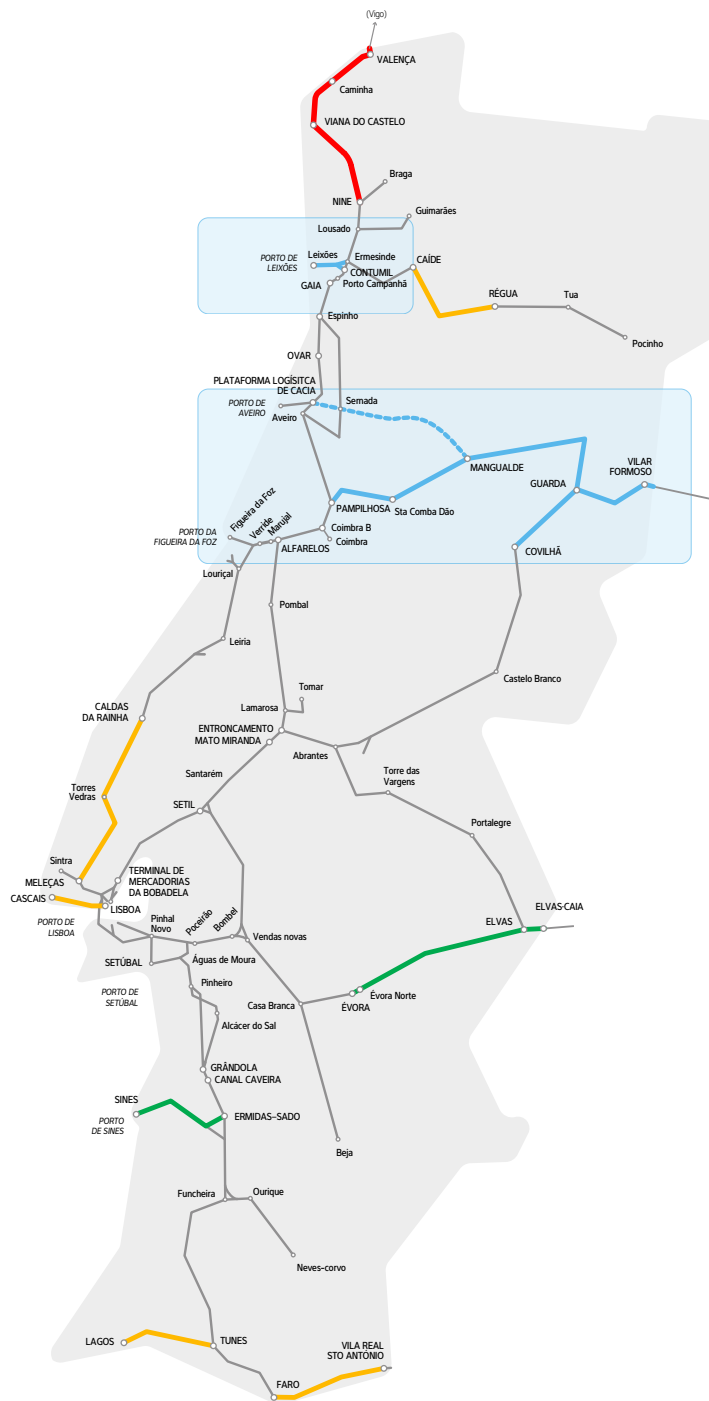 (Vigo)
VALENÇA
Caminha
VIANA DO CASTELO
Braga
NINE
Guimarães
Lousado
Leixões
Ermesinde
PORTO DE
LEIXÕES
CAÍDE
CONTUMIL
Porto Campanhã
GAIA
RÉGUA
Tua
Espinho
Pocinho
OVAR
PLATAFORMA LOGÍSITCA
DE CACIA
PORTO DE
AVEIRO
Sernada
Aveiro
MANGUALDE
VILAR
FORMOSO
GUARDA
PAMPILHOSA
Sta Comba Dão
Figueira da Foz
Verride
Marujal
PORTO DA
FIGUEIRA DA FOZ
Coimbra B
Coimbra
ALFARELOS
COVILHÃ
Louriçal
Pombal
Leiria
Castelo Branco
Tomar
CALDAS
DA RAINHA
Lamarosa
ENTRONCAMENTO
MATO MIRANDA
Abrantes
Santarém
Torre das
Vargens
Torres
Vedras
SETIL
Portalegre
Sintra
MELEÇAS
TERMINAL DE
MERCADORIAS
DA BOBADELA
CASCAIS
LISBOA
ELVAS-CAIA
PORTO DE
LISBOA
Pinhal
Novo
Poceirão
Bombel
ELVAS
Vendas novas
SETÚBAL
Águas de Moura
Pinheiro
PORTO DE
SETÚBAL
Évora Norte
Casa Branca
ÉVORA
Alcácer do Sal
GRÂNDOLA
CANAL CAVEIRA
SINES
PORTO
DE SINES
ERMIDAS-SADO
Beja
Funcheira
Ourique
Neves-corvo
LAGOS
TUNES
VILA REAL
STO ANTÓNIO
FARO